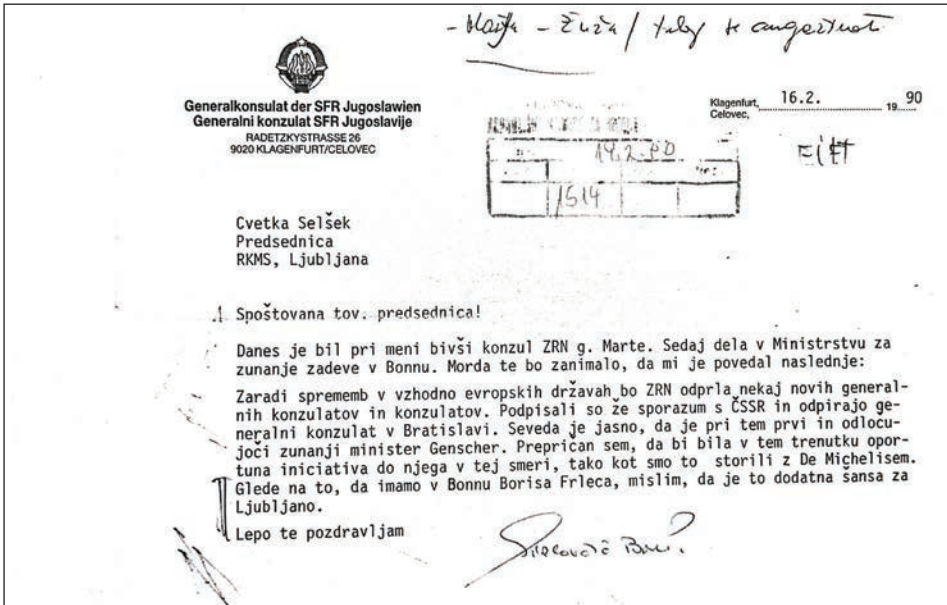 Generalkonsulat der SFR Jugoslawien
Generalni konzulat SFR Jugoslavije
RADETZKYSTRASSE 26
9020 KLAGENFURT/CELOVEC
Klagenfurt, 16.2. 19 90
Celovec,
1514
Cvetka Selšek
Predsednica
RKMS, Ljubljana
Spoštovana tov. predsednica!
Danes je bil pri meni bivši konzul ZRN g. Marte. Sedaj dela v Ministrstvu za
zunanje zadeve v Bonnu. Morda te bo zanimalo, da mi je povedal naslednje:
Zaradi sprememb v vzhodno evropskih državah bo ZRN odprla nekaj novih general-
nih konzulatov in konzulatov. Podpisali so že sporazum s ČSSR in odpirajo ge-
neralni konzulat v Bratislavi. Seveda je jasno, da je pri tem prvi in odlocu-
joči zunanji minister Genscher. Prepričan sem, da bi bila v tem trenutku opor-
tuna iniciativa do njega v tej smeri, tako kot smo to storili z De Michelisem.
Glede na to, da imamo v Bonnu Borisa Frleca, mislim, da je to dodatna šansa za
Ljubljano.
Lepo te pozdravljam